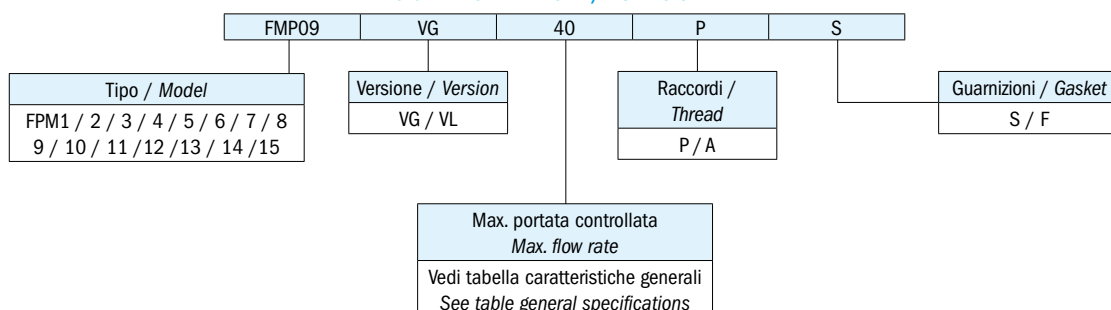 FMP09 VG 40 P S
Tipo / Model
FPM1 / 2 / 3 / 4 / 5 / 6 / 7 / 8
9 / 10 / 11 /12 /13 / 14 /15
Versione / Version
VG / VL
Raccordi /
Thread
P / A
Guarnizioni / Gasket
S / F
Max. portata controllata
Max. flow rate
Vedi tabella caratteristiche generali
See table general specifications